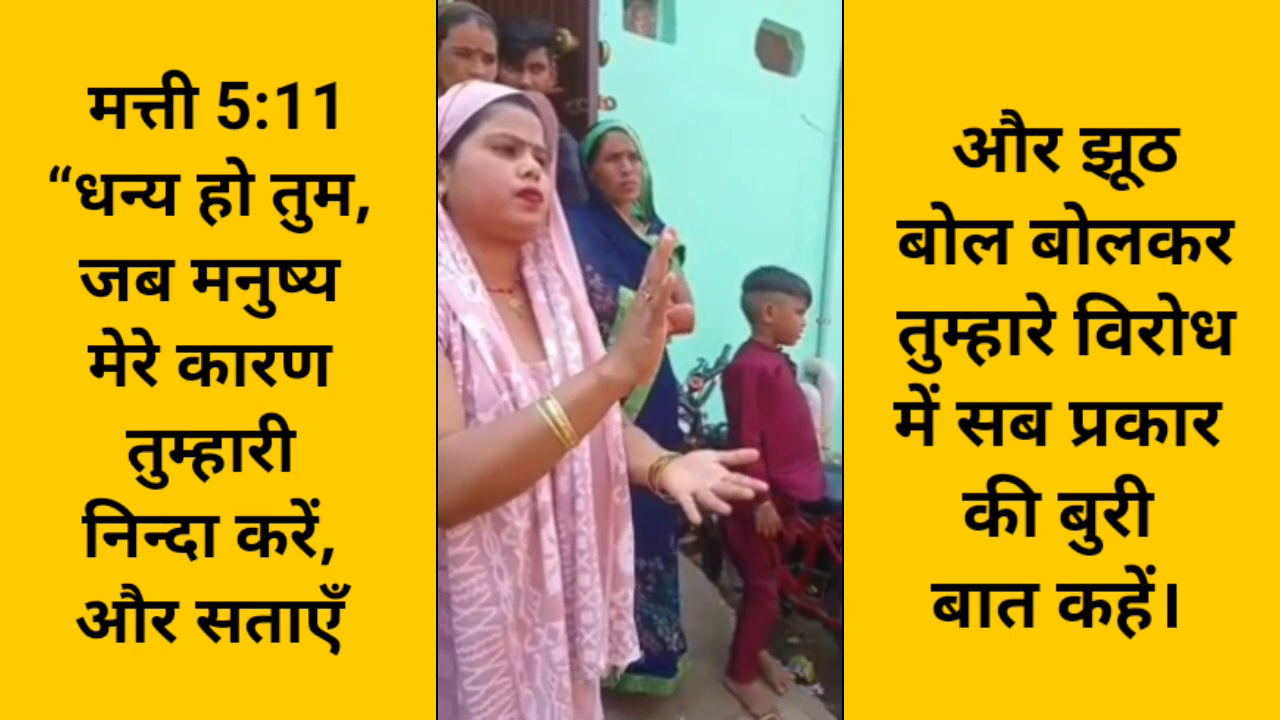 मत्ती 5:11
“धन्य हो तुम,
जब मनुष्य
मेरे कारण
तुम्हारी
निन्दा करें,
और सताएँ
और झूठ
बोल बोलकर
तुम्हारे विरोध
में सब प्रकार
की बुरी
बात कहें।